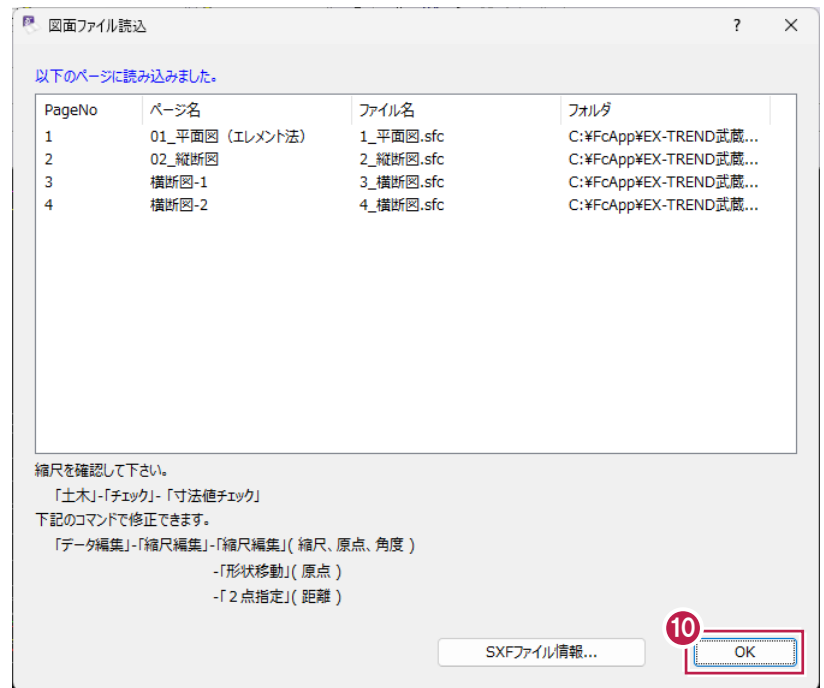 図面ファイル読込 ? ×
以下のページに読み込みました。
PageNo ページ名 ファイル名 フォルダ
1 01_平面図（エレメント法） 1_平面図.sfc C:¥FcApp¥EX-TREND武蔵...
2 02_縦断図 2_縦断図.sfc C:¥FcApp¥EX-TREND武蔵...
3 横断図-1 3_横断図.sfc C:¥FcApp¥EX-TREND武蔵...
4 横断図-2 4_横断図.sfc C:¥FcApp¥EX-TREND武蔵...
縮尺を確認して下さい。
「土木」-「チェック」- 「寸法値チェック」
下記のコマンドで修正できます。
「データ編集」-「縮尺編集」-「縮尺編集」( 縮尺、原点、角度 )
-「形状移動」( 原点 )
-「２点指定」( 距離 )
10
SXFファイル情報... OK